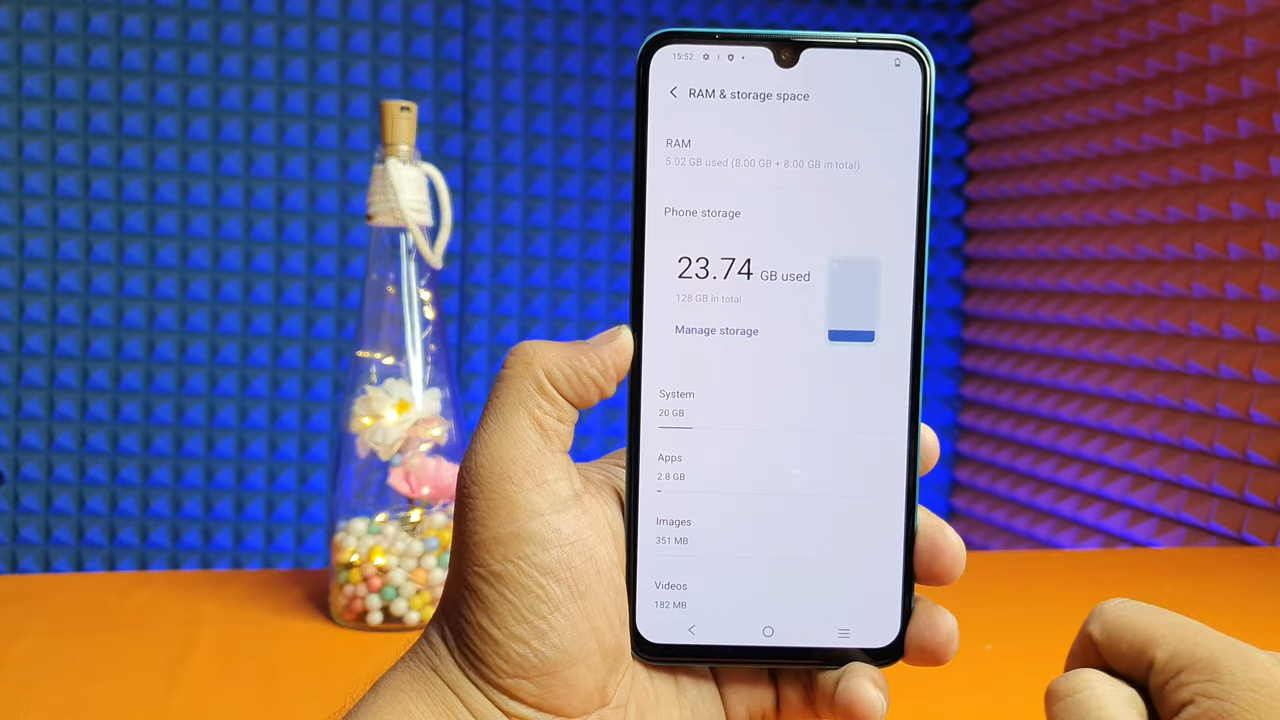 15:52
RAM & storage space
RAM
5.02 GB used (8.00 GB + 8.00 GB in total)
Phone storage
23.74 GB used
128 GB in total
Manage storage
System
20 GB
Apps
2.8 GB
Images
351 MB
Videos
182 MB